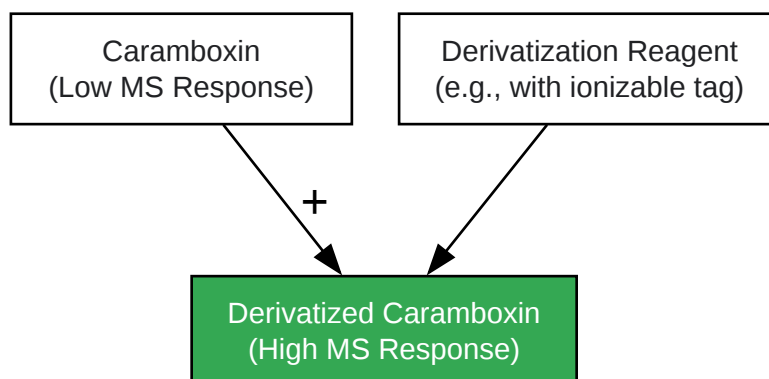 Caramboxin
(Low MS Response)
Derivatization Reagent
(e.g., with ionizable tag)
+
Derivatized Caramboxin
(High MS Response)